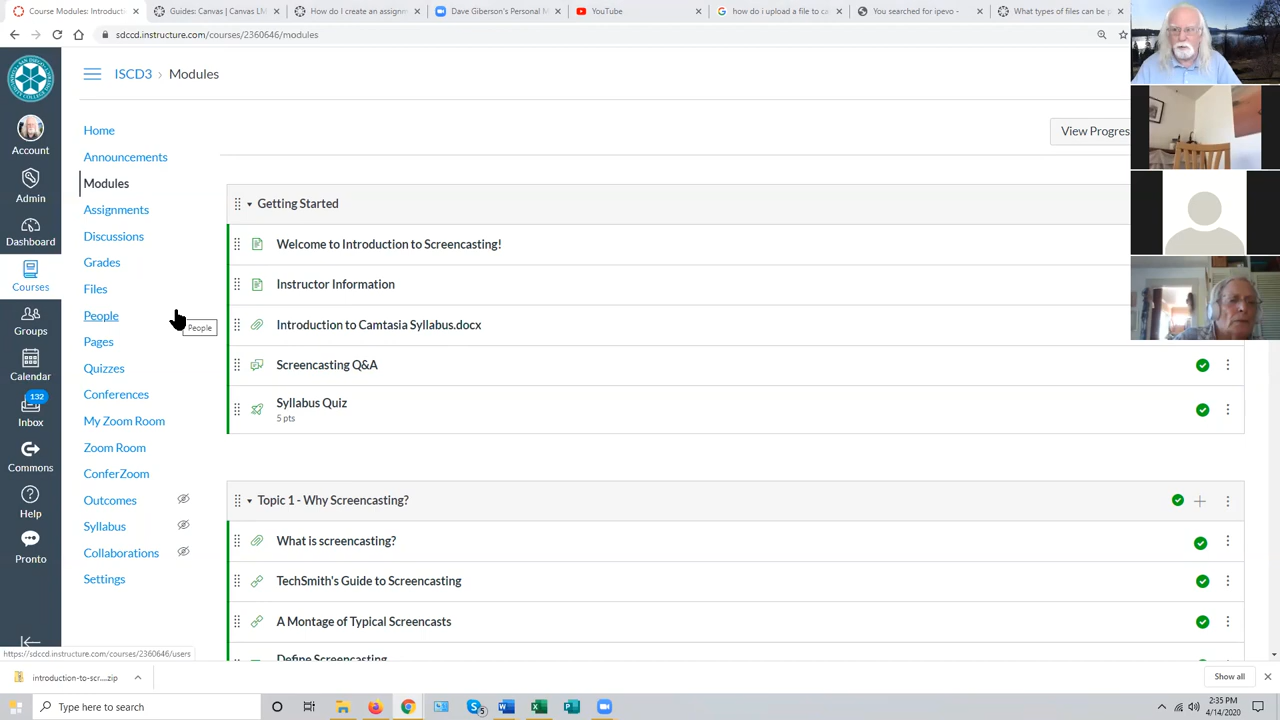 Course Modules: Introducti
Guides: Canvas | Canvas LM
How do I create an assignm
Dave Giberson's Personal M
YouTube
how do i upload a file to ca
You searched for ipevo -
What types of files can be p
sdccd.instructure.com/courses/2360646/modules
ISCD3 › Modules
Account
Admin
Dashboard
Courses
Groups
Calendar
132
Inbox
Commons
Help
Pronto
Home
Announcements
Modules
Assignments
Discussions
Grades
Files
People
People
Pages
Quizzes
Conferences
My Zoom Room
Zoom Room
ConferZoom
Outcomes
Syllabus
Collaborations
Settings
View Progres
Getting Started
Welcome to Introduction to Screencasting!
Instructor Information
Introduction to Camtasia Syllabus.docx
Screencasting Q&A
Syllabus Quiz
5 pts
Topic 1 - Why Screencasting?
What is screencasting?
TechSmith's Guide to Screencasting
A Montage of Typical Screencasts
Define Screencasting
https://sdccd.instructure.com/courses/2360646/users
introduction-to-scr....zip
Show all
Type here to search
5
2:35 PM
4/14/2020